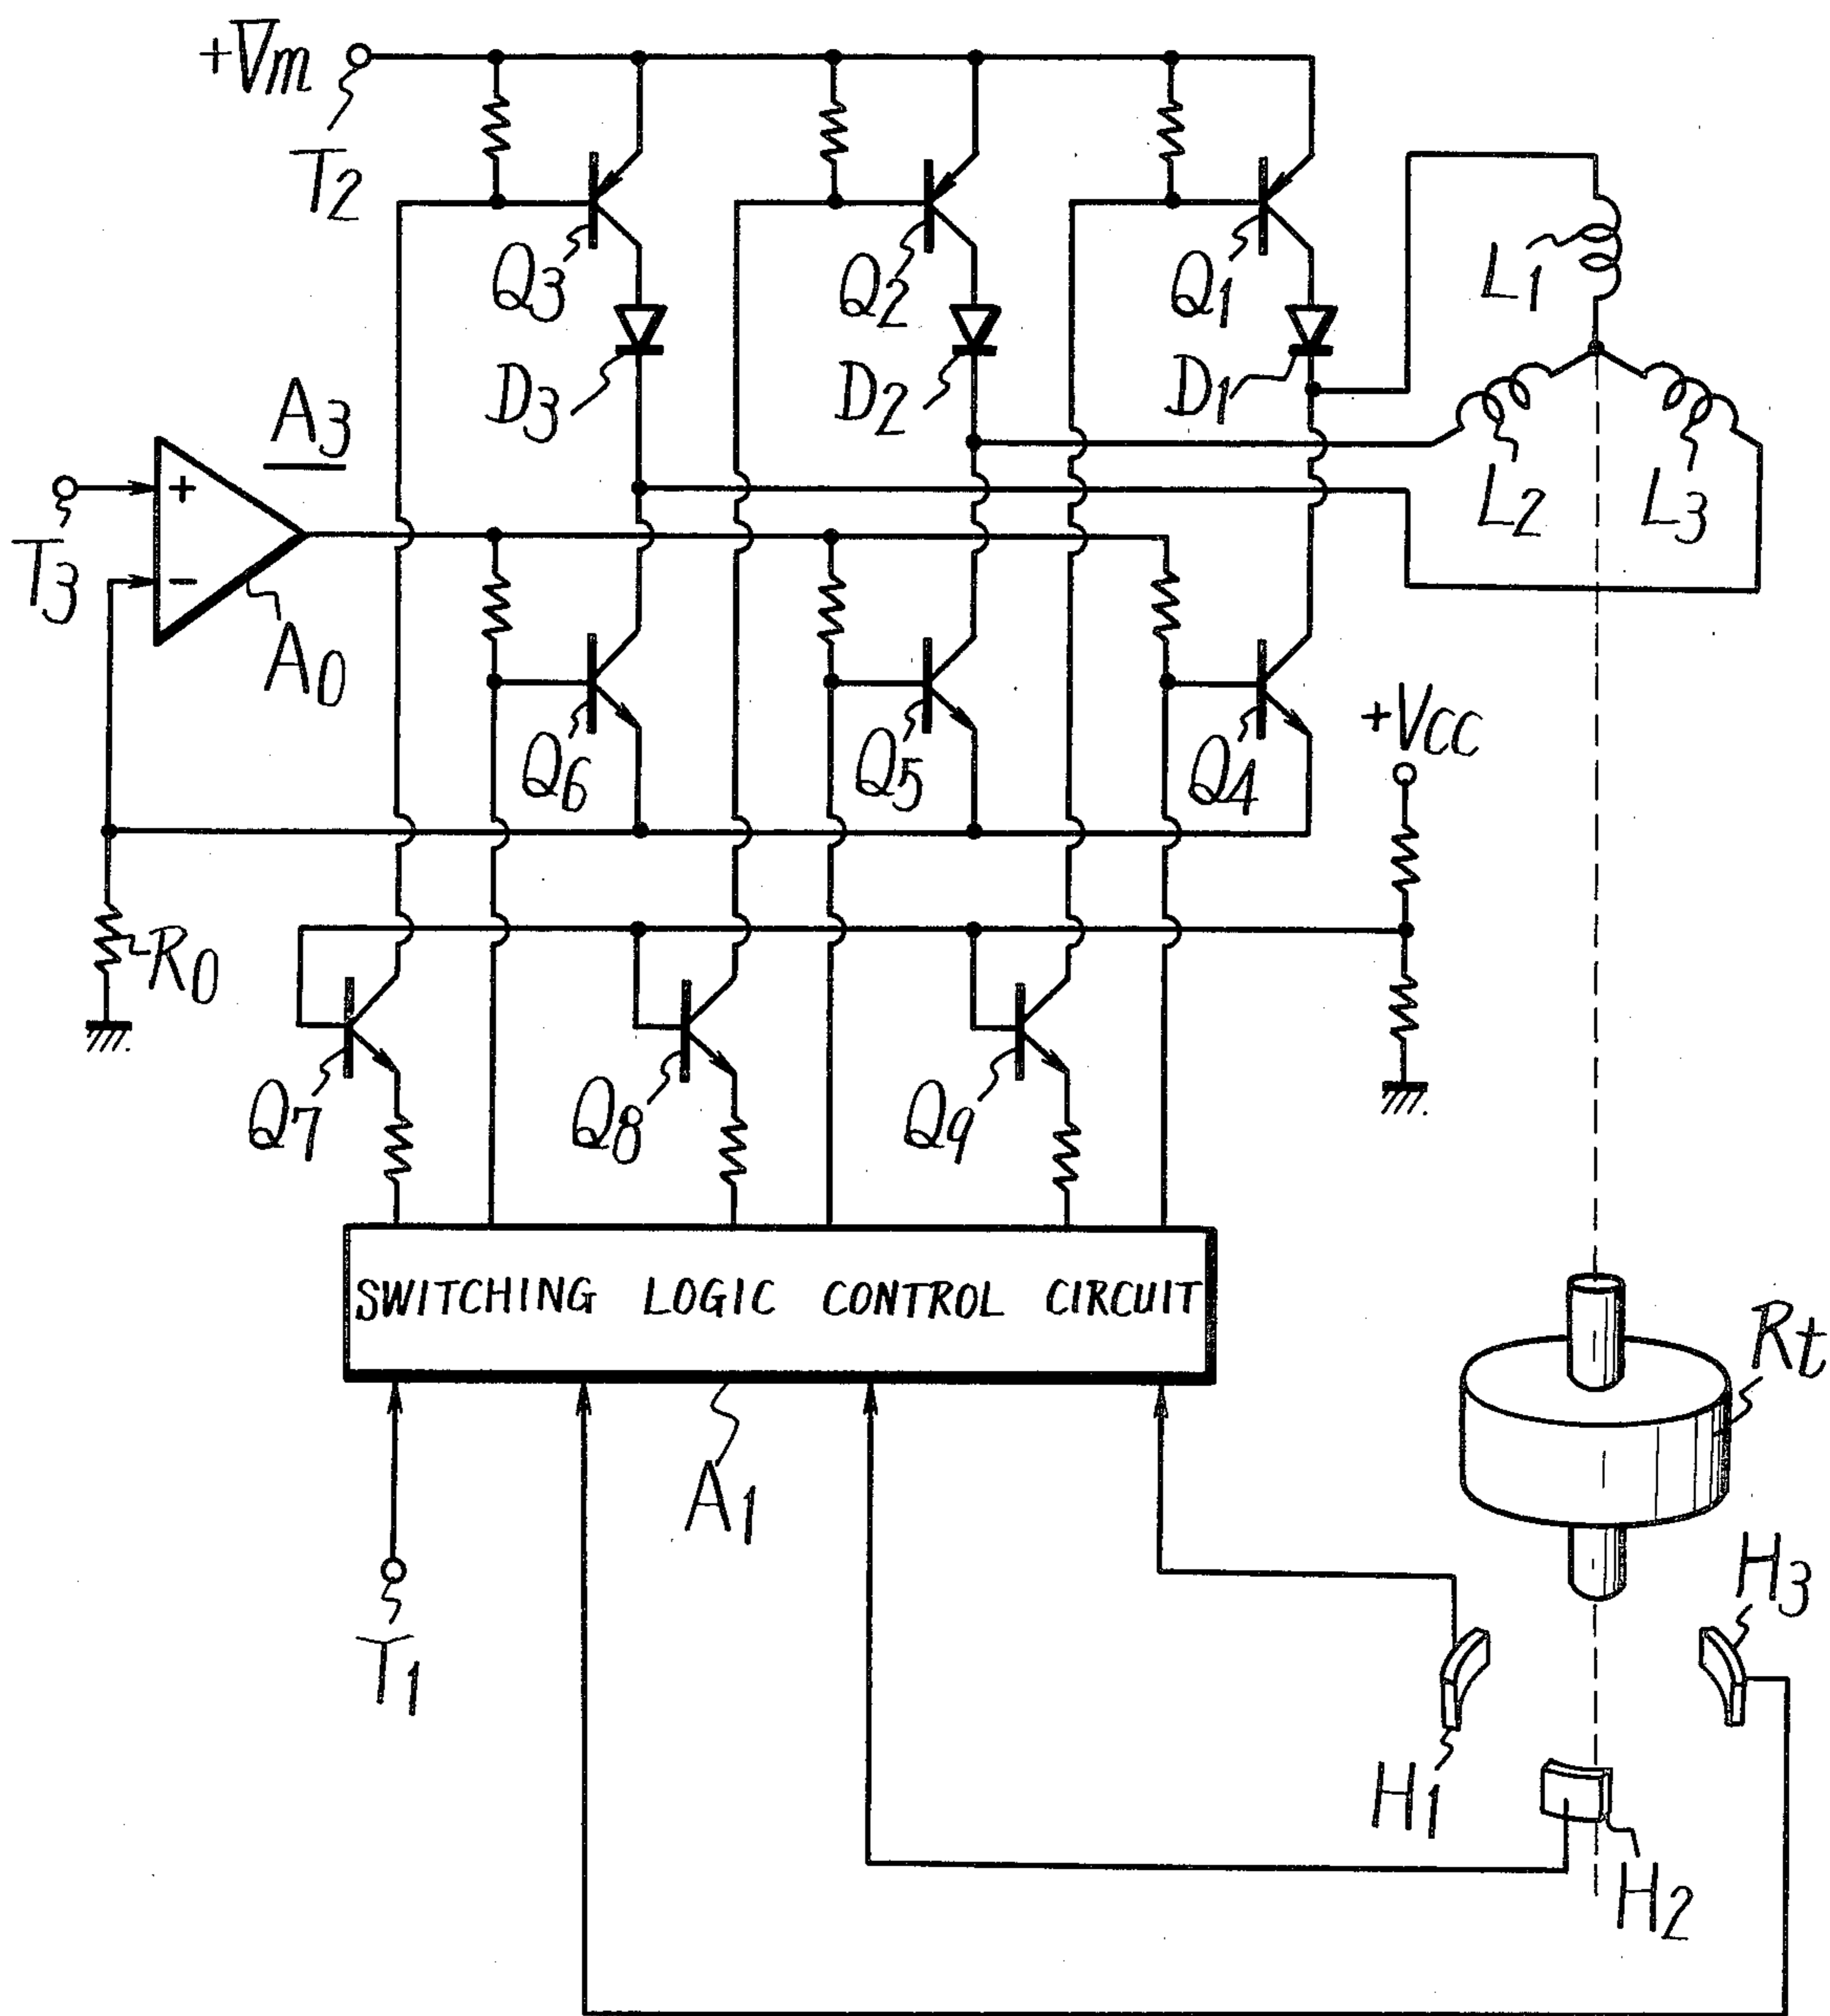 +Vm
T2
Q3
Q2
Q1
L1
D3
D2
D1
A3
L2
L3
+
T3
−
A0
+Vcc
Q6
Q5
Q4
R0
Q7
Q8
Q9
SWITCHING LOGIC CONTROL CIRCUIT
Rt
A1
H3
T1
H1
H2